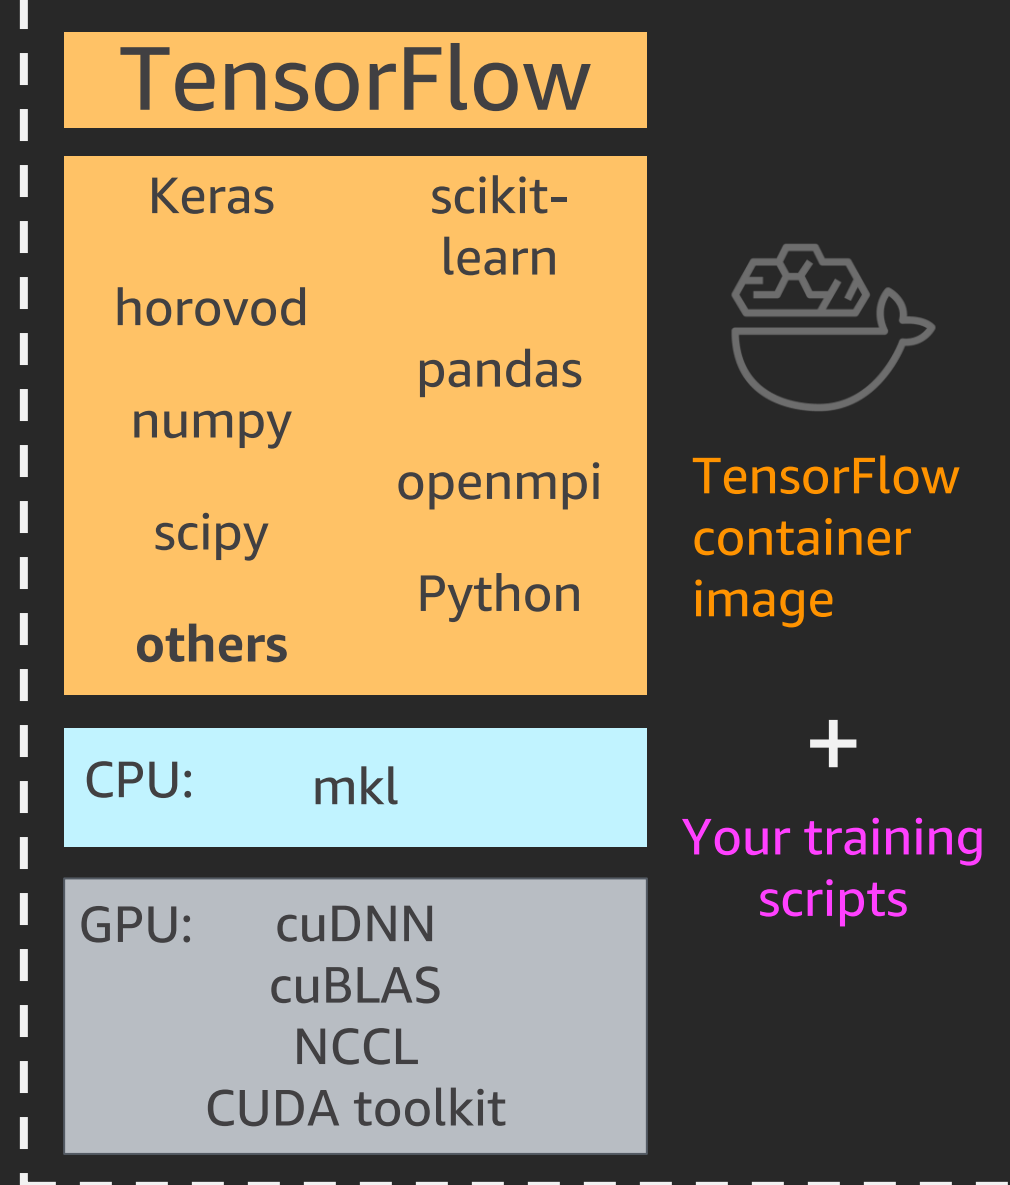 TensorFlow
Keras
horovod
numpy
scipy
others
scikit-
learn
pandas
openmpi
Python
CPU:
mkl
GPU:
cuDNN
cuBLAS
NCCL
CUDA toolkit
TensorFlow
container
image
+
Your training
scripts